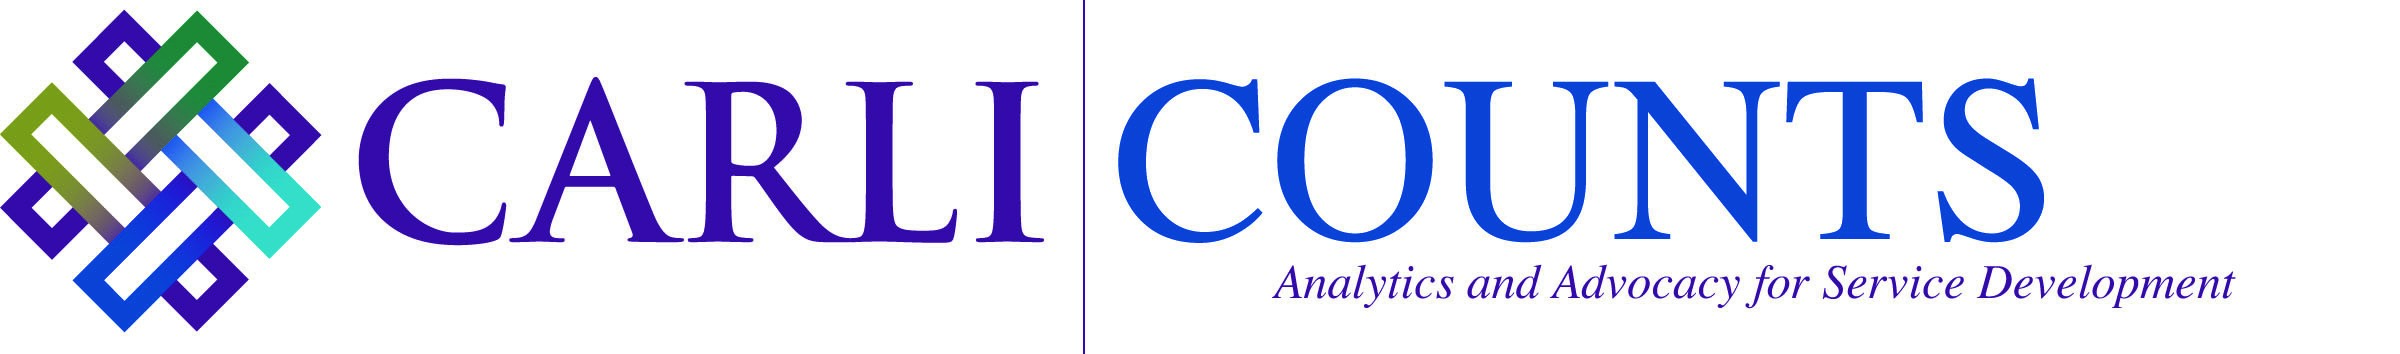 CARLI COUNTS
Analytics and Advocacy for Service Development